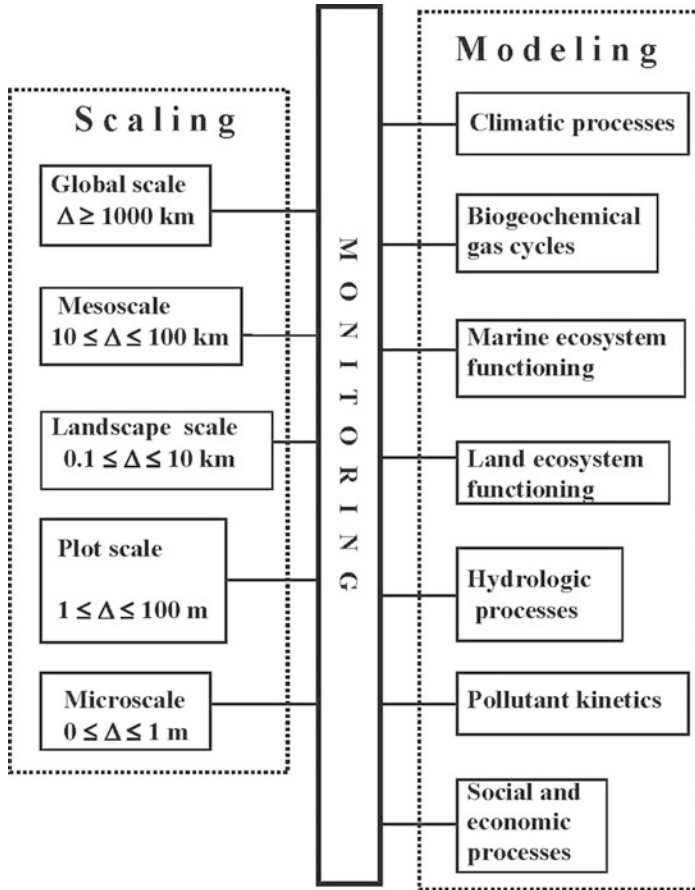 Scaling
Global scale
Δ ≥ 1000 km
Mesoscale
10 ≤ Δ ≤ 100 km
Landscape scale
0.1 ≤ Δ ≤ 10 km
Plot scale
1 ≤ Δ ≤ 100 m
Microscale
0 ≤ Δ ≤ 1 m
MONITORING
Modeling
Climatic processes
Biogeochemical
gas cycles
Marine ecosystem
functioning
Land ecosystem
functioning
Hydrologic
processes
Pollutant kinetics
Social and
economic
processes